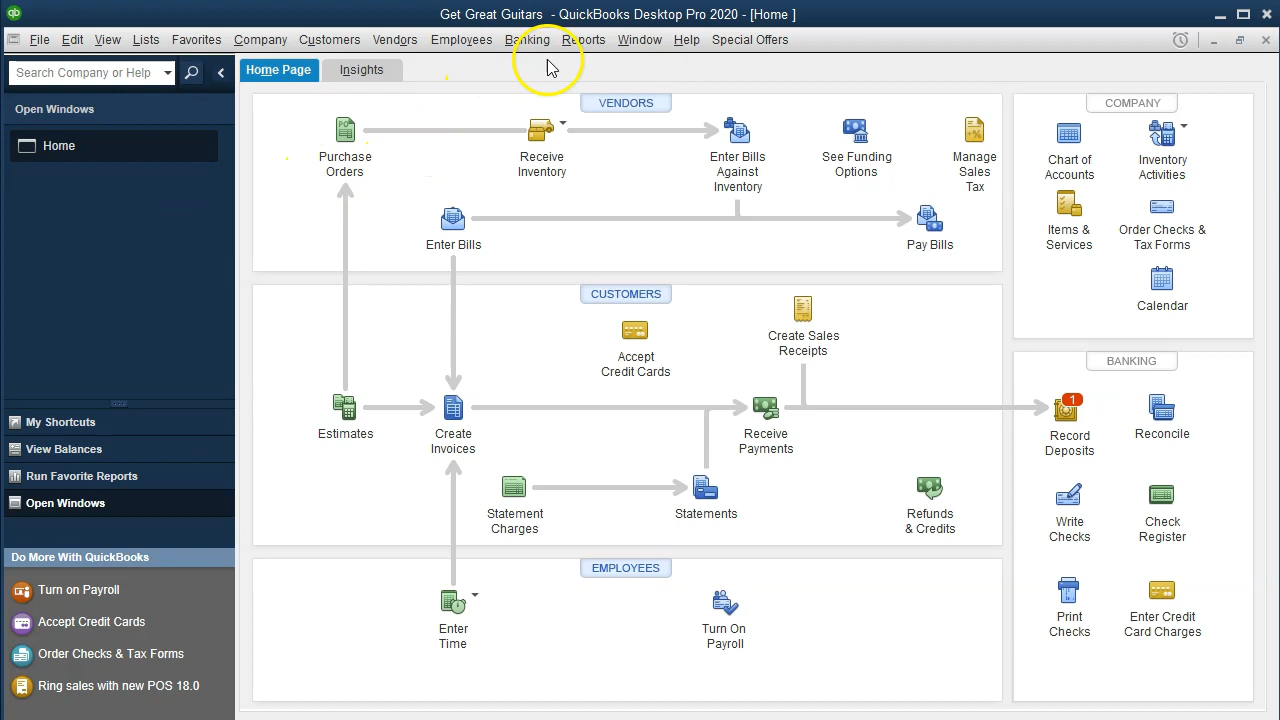 Get Great Guitars - QuickBooks Desktop Pro 2020 - [Home ]
File Edit View Lists Favorites Company Customers Vendors Employees Banking Reports Window Help Special Offers
Search Company or Help
Home Page Insights
Open Windows
Home
My Shortcuts
View Balances
Run Favorite Reports
Open Windows
Do More With QuickBooks
Turn on Payroll
Accept Credit Cards
Order Checks & Tax Forms
Ring sales with new POS 18.0
VENDORS
Purchase
Orders
Receive
Inventory
Enter Bills
Against
Inventory
See Funding
Options
Manage
Sales
Tax
Enter Bills
Pay Bills
CUSTOMERS
Accept
Credit Cards
Create Sales
Receipts
Estimates
Create
Invoices
Receive
Payments
Statement
Charges
Statements
Refunds
& Credits
EMPLOYEES
Enter
Time
Turn On
Payroll
COMPANY
Chart of
Accounts
Inventory
Activities
Items &
Services
Order Checks &
Tax Forms
Calendar
BANKING
1
Record
Deposits
Reconcile
Write
Checks
Check
Register
Print
Checks
Enter Credit
Card Charges